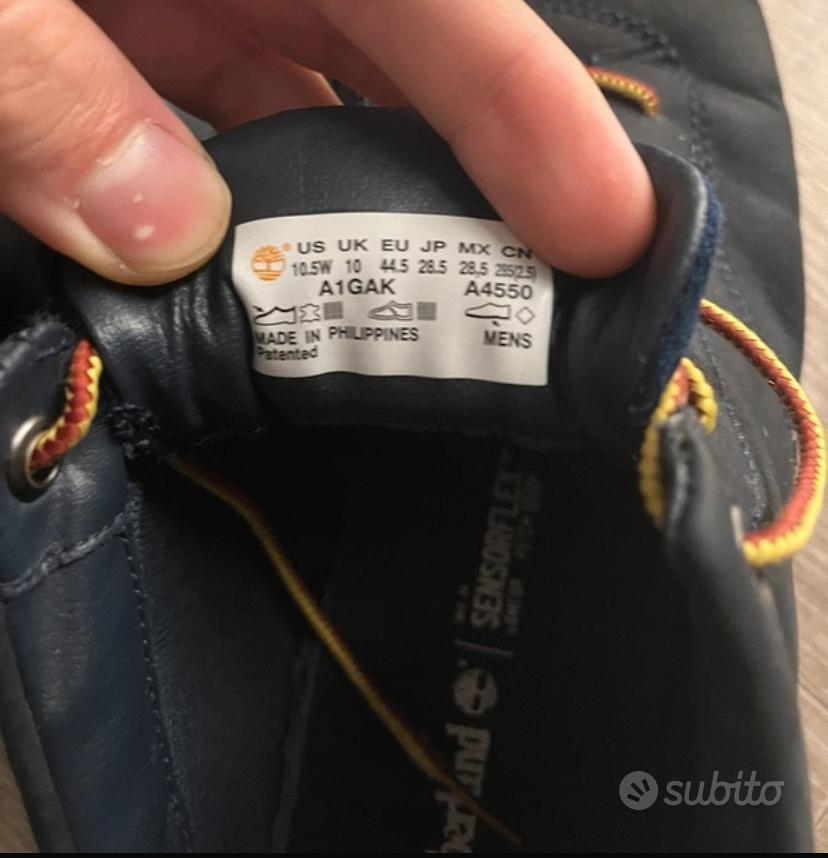 US UK EU JP MX CN
10.5W 10 44.5 28.5 28,5 285(2.5)
A1GAK A4550
MADE IN PHILIPPINES MENS
Patented
SENSORFLEX
subito